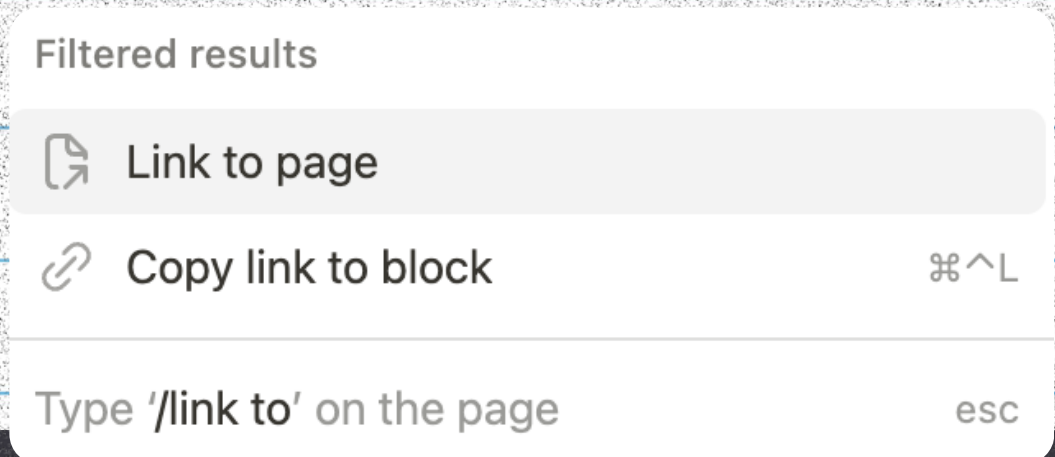 Filtered results
Link to page
Copy link to block ⌘^L
Type ‘/link to’ on the page esc